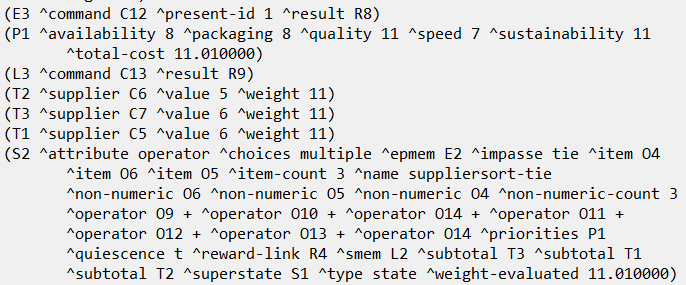 (E3 ^command C12 ^present-id 1 ^result R8)
(P1 ^availability 8 ^packaging 8 ^quality 11 ^speed 7 ^sustainability 11
^total-cost 11.010000)
(L3 ^command C13 ^result R9)
(T2 ^supplier C6 ^value 5 ^weight 11)
(T3 ^supplier C7 ^value 6 ^weight 11)
(T1 ^supplier C5 ^value 6 ^weight 11)
(S2 ^attribute operator ^choices multiple ^epmem E2 ^impasse tie ^item O4
^item O6 ^item O5 ^item-count 3 ^name suppliersort-tie
^non-numeric O6 ^non-numeric O5 ^non-numeric O4 ^non-numeric-count 3
^operator O9 + ^operator O10 + ^operator O14 + ^operator O11 +
^operator O12 + ^operator O13 + ^operator O14 ^priorities P1
^quiescence t ^reward-link R4 ^smem L2 ^subtotal T3 ^subtotal T1
^subtotal T2 ^superstate S1 ^type state ^weight-evaluated 11.010000)